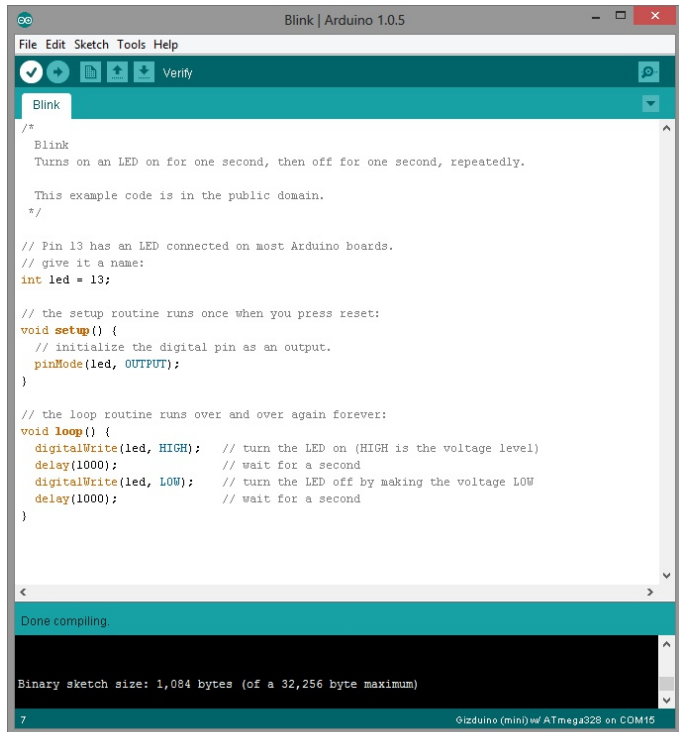 Blink | Arduino 1.0.5
File Edit Sketch Tools Help
Verify
Blink
/*
  Blink
  Turns on an LED on for one second, then off for one second, repeatedly.

  This example code is in the public domain.
 */

// Pin 13 has an LED connected on most Arduino boards.
// give it a name:
int led = 13;

// the setup routine runs once when you press reset:
void setup() {
  // initialize the digital pin as an output.
  pinMode(led, OUTPUT);
}

// the loop routine runs over and over again forever:
void loop() {
  digitalWrite(led, HIGH);   // turn the LED on (HIGH is the voltage level)
  delay(1000);               // wait for a second
  digitalWrite(led, LOW);    // turn the LED off by making the voltage LOW
  delay(1000);               // wait for a second
}
Done compiling.
Binary sketch size: 1,084 bytes (of a 32,256 byte maximum)
7 Gizduino (mini) w/ ATmega328 on COM15